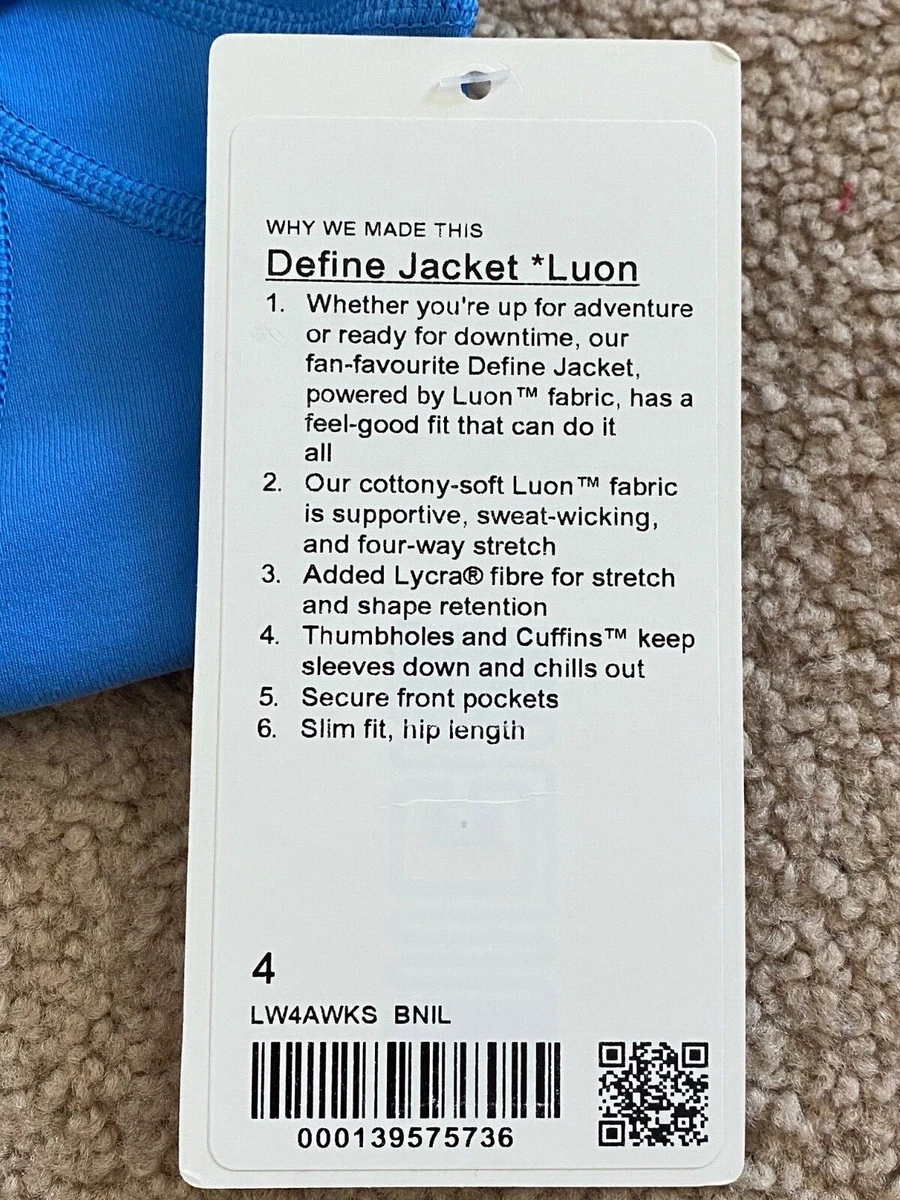 WHY WE MADE THIS
Define Jacket *Luon
1. Whether you're up for adventure
or ready for downtime, our
fan-favourite Define Jacket,
powered by Luon™ fabric, has a
feel-good fit that can do it
all
2. Our cottony-soft Luon™ fabric
is supportive, sweat-wicking,
and four-way stretch
3. Added Lycra® fibre for stretch
and shape retention
4. Thumbholes and Cuffins™ keep
sleeves down and chills out
5. Secure front pockets
6. Slim fit, hip length
4
LW4AWKS BNIL
000139575736